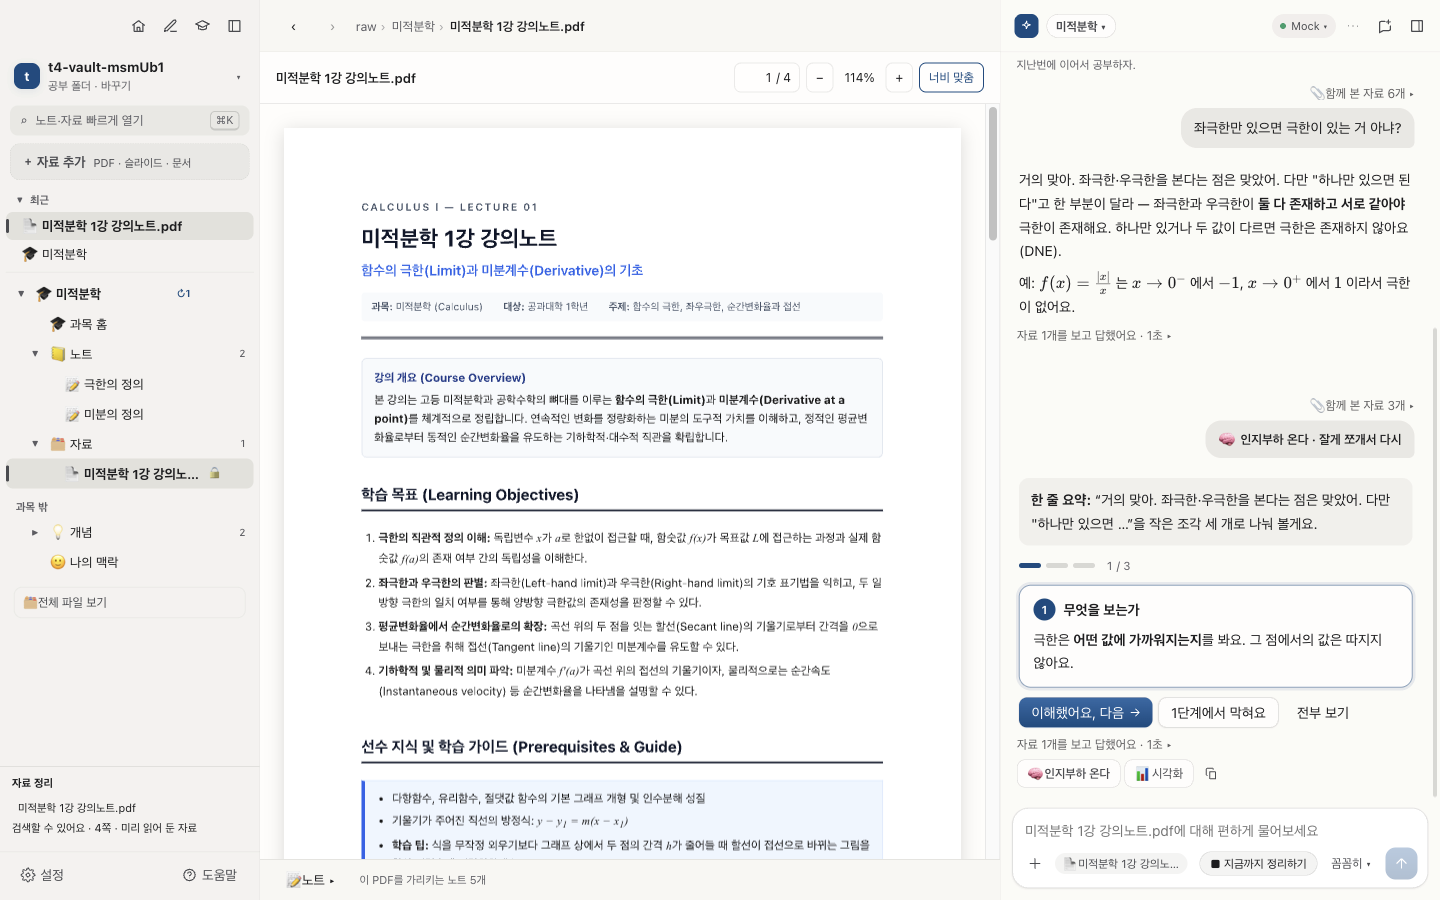 t4-vault-msmUb1
공부 폴더 · 바꾸기
노트·자료 빠르게 열기 ⌘K
+ 자료 추가 PDF · 슬라이드 · 문서
최근
미적분학 1강 강의노트.pdf
미적분학
미적분학 1
과목 홈
노트 2
극한의 정의
미분의 정의
자료 1
미적분학 1강 강의노...
과목 밖
개념 2
나의 맥락
전체 파일 보기
자료 정리
미적분학 1강 강의노트.pdf
검색할 수 있어요 · 4쪽 · 미리 읽어 둔 자료
설정 도움말
raw › 미적분학 › 미적분학 1강 강의노트.pdf
미적분학 1강 강의노트.pdf 1 / 4 − 114% + 너비 맞춤
CALCULUS I — LECTURE 01
미적분학 1강 강의노트
함수의 극한(Limit)과 미분계수(Derivative)의 기초
과목: 미적분학 (Calculus) 대상: 공과대학 1학년 주제: 함수의 극한, 좌우극한, 순간변화율과 접선
강의 개요 (Course Overview)
본 강의는 고등 미적분학과 공학수학의 뼈대를 이루는 함수의 극한(Limit)과 미분계수(Derivative at a
point)를 체계적으로 정립합니다. 연속적인 변화를 정량화하는 미분의 도구적 가치를 이해하고, 정적인 평균변
화율로부터 동적인 순간변화율을 유도하는 기하학적·대수적 직관을 확립합니다.
학습 목표 (Learning Objectives)
1. 극한의 직관적 정의 이해: 독립변수 x가 a로 한없이 접근할 때, 함숫값 f(x)가 목표값 L에 접근하는 과정과 실제 함
숫값 f(a)의 존재 여부 간의 독립성을 이해한다.
2. 좌극한과 우극한의 판별: 좌극한(Left-hand limit)과 우극한(Right-hand limit)의 기호 표기법을 익히고, 두 일
방향 극한의 일치 여부를 통해 양방향 극한값의 존재성을 판정할 수 있다.
3. 평균변화율에서 순간변화율로의 확장: 곡선 위의 두 점을 잇는 할선(Secant line)의 기울기로부터 간격을 0으로
보내는 극한을 취해 접선(Tangent line)의 기울기인 미분계수를 유도할 수 있다.
4. 기하학적 및 물리적 의미 파악: 미분계수 f'(a)가 곡선 위의 접선의 기울기이자, 물리적으로는 순간속도
(Instantaneous velocity) 등 순간변화율을 나타냄을 설명할 수 있다.
선수 지식 및 학습 가이드 (Prerequisites & Guide)
• 다항함수, 유리함수, 절댓값 함수의 기본 그래프 개형 및 인수분해 성질
• 기울기가 주어진 직선의 방정식: y − y₁ = m(x − x₁)
• 학습 팁: 식을 무작정 외우기보다 그래프 상에서 두 점의 간격 h가 줄어들 때 할선이 접선으로 바뀌는 그림을
노트 이 PDF를 가리키는 노트 5개
미적분학 Mock
지난번에 이어서 공부하자.
함께 본 자료 6개
좌극한만 있으면 극한이 있는 거 아냐?
거의 맞아. 좌극한·우극한을 본다는 점은 맞았어. 다만 "하나만 있으면 된
다"고 한 부분이 달라 — 좌극한과 우극한이 둘 다 존재하고 서로 같아야
극한이 존재해요. 하나만 있거나 두 값이 다르면 극한은 존재하지 않아요
(DNE).
예: f(x) = |x|/x 는 x → 0⁻ 에서 −1, x → 0⁺ 에서 1 이라서 극한
이 없어요.
자료 1개를 보고 답했어요 · 1초
함께 본 자료 3개
인지부하 온다 · 잘게 쪼개서 다시
한 줄 요약: “거의 맞아. 좌극한·우극한을 본다는 점은 맞았어. 다만
"하나만 있으면 …”을 작은 조각 세 개로 나눠 볼게요.
1 / 3
1 무엇을 보는가
극한은 어떤 값에 가까워지는지를 봐요. 그 점에서의 값은 따지지
않아요.
이해했어요, 다음 → 1단계에서 막혀요 전부 보기
자료 1개를 보고 답했어요 · 1초
인지부하 온다 시각화
미적분학 1강 강의노트.pdf에 대해 편하게 물어보세요
+ 미적분학 1강 강의노... 지금까지 정리하기 꼼꼼히